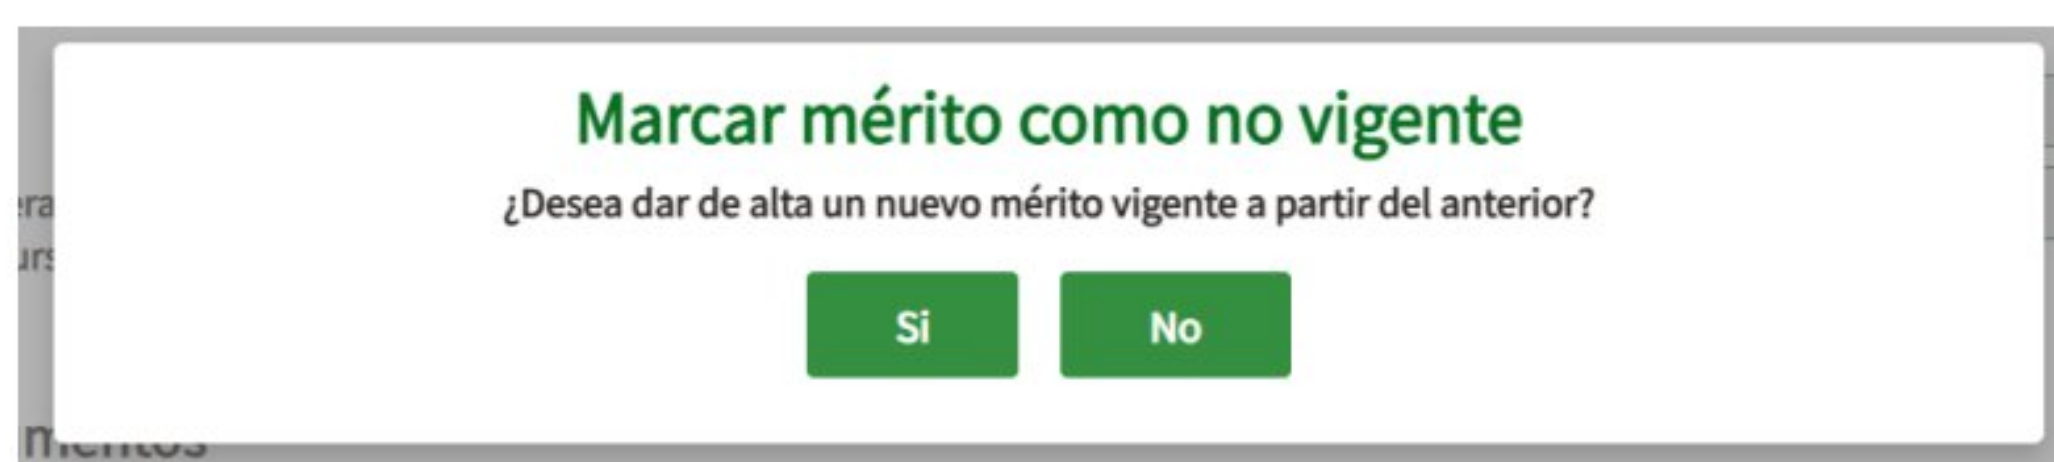 Marcar mérito como no vigente
¿Desea dar de alta un nuevo mérito vigente a partir del anterior?
Si
No